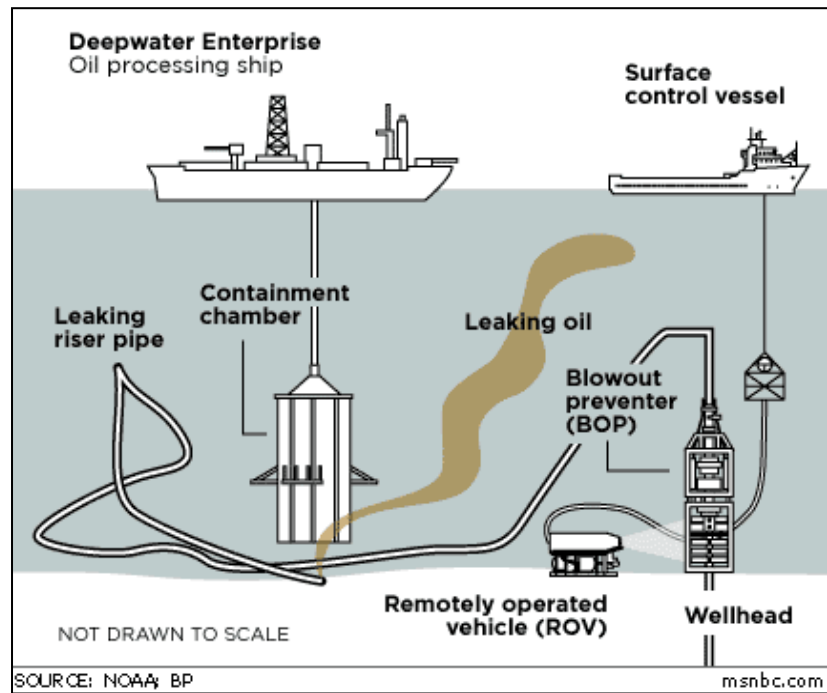 Deepwater Enterprise
Oil processing ship
Surface
control vessel
Containment
chamber
Leaking
riser pipe
Leaking oil
Blowout
preventer
(BOP)
Remotely operated
vehicle (ROV)
Wellhead
NOT DRAWN TO SCALE
SOURCE: NOAA; BP
msnbc.com